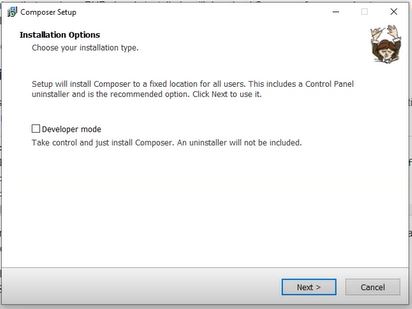 Composer Setup
Installation Options
Choose your installation type.
Setup will install Composer to a fixed location for all users. This includes a Control Panel
uninstaller and is the recommended option. Click Next to use it.
Developer mode
Take control and just install Composer. An uninstaller will not be included.
Next >
Cancel